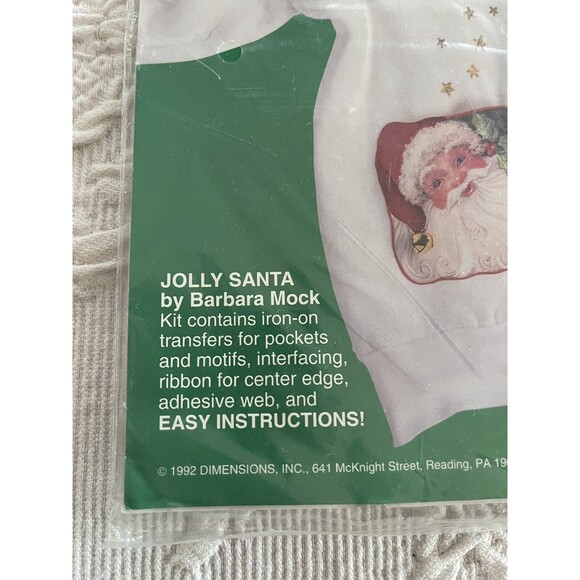 JOLLY SANTA
by Barbara Mock
Kit contains iron-on
transfers for pockets
and motifs, interfacing,
ribbon for center edge,
adhesive web, and
EASY INSTRUCTIONS!
© 1992 DIMENSIONS, INC., 641 McKnight Street, Reading, PA